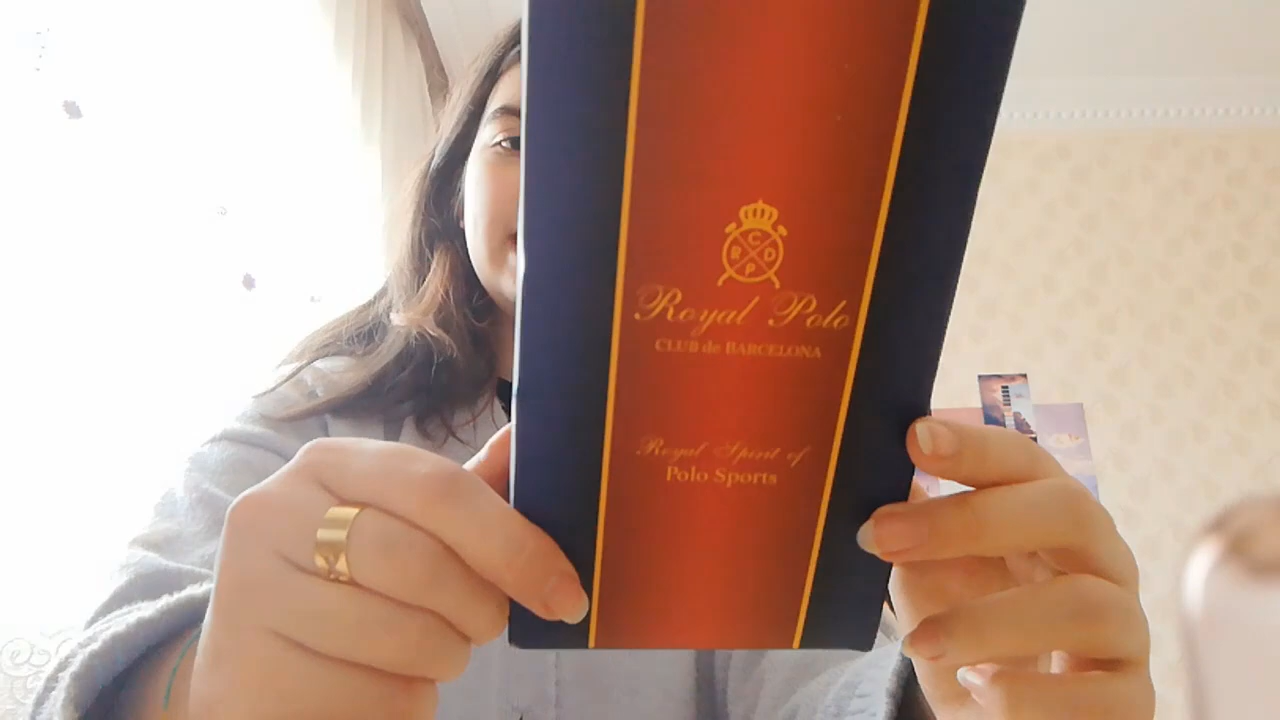 C
R D
P
Royal Polo
CLUB de BARCELONA
Royal Spirit of
Polo Sports